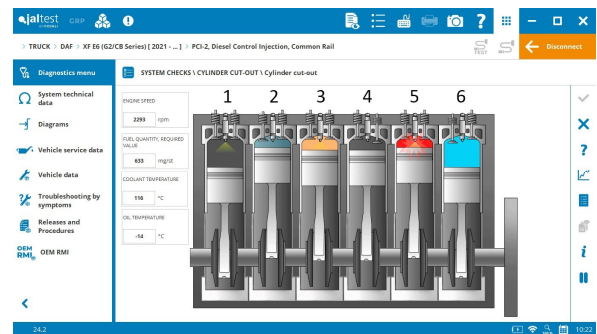 jaltest GRP
TRUCK > DAF > XF E6 (G2/CB Series) [ 2021 - ... ] > PCI-2, Diesel Control Injection, Common Rail
TEST
Disconnect
Diagnostics menu
SYSTEM CHECKS \ CYLINDER CUT-OUT \ Cylinder cut-out
System technical
data
Diagrams
Vehicle service data
Vehicle data
Troubleshooting by
symptoms
Releases and
Procedures
OEM
RMI
OEM RMI
ENGINE SPEED
2293 rpm
FUEL QUANTITY, REQUIRED
VALUE
633 mg/st
COOLANT TEMPERATURE
116 °C
OIL TEMPERATURE
-14 °C
1 2 3 4 5 6
24.2
10:22